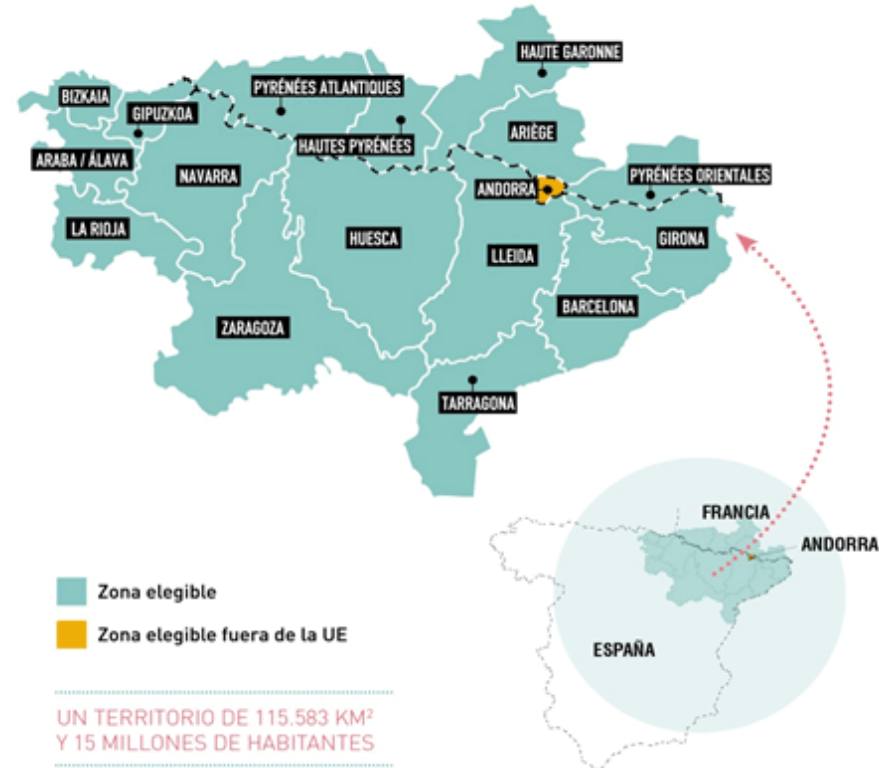 HAUTE GARONNE
PYRÉNÉES ATLANTIQUES
BIZKAIA
GIPUZKOA
ARIÈGE
HAUTES PYRÉNÉES
ARABA / ÁLAVA
NAVARRA
PYRÉNÉES ORIENTALES
ANDORRA
LA RIOJA
HUESCA
GIRONA
LLEIDA
BARCELONA
ZARAGOZA
TARRAGONA
FRANCIA
ANDORRA
ESPAÑA
Zona elegible
Zona elegible fuera de la UE
UN TERRITORIO DE 115.583 KM²
Y 15 MILLONES DE HABITANTES